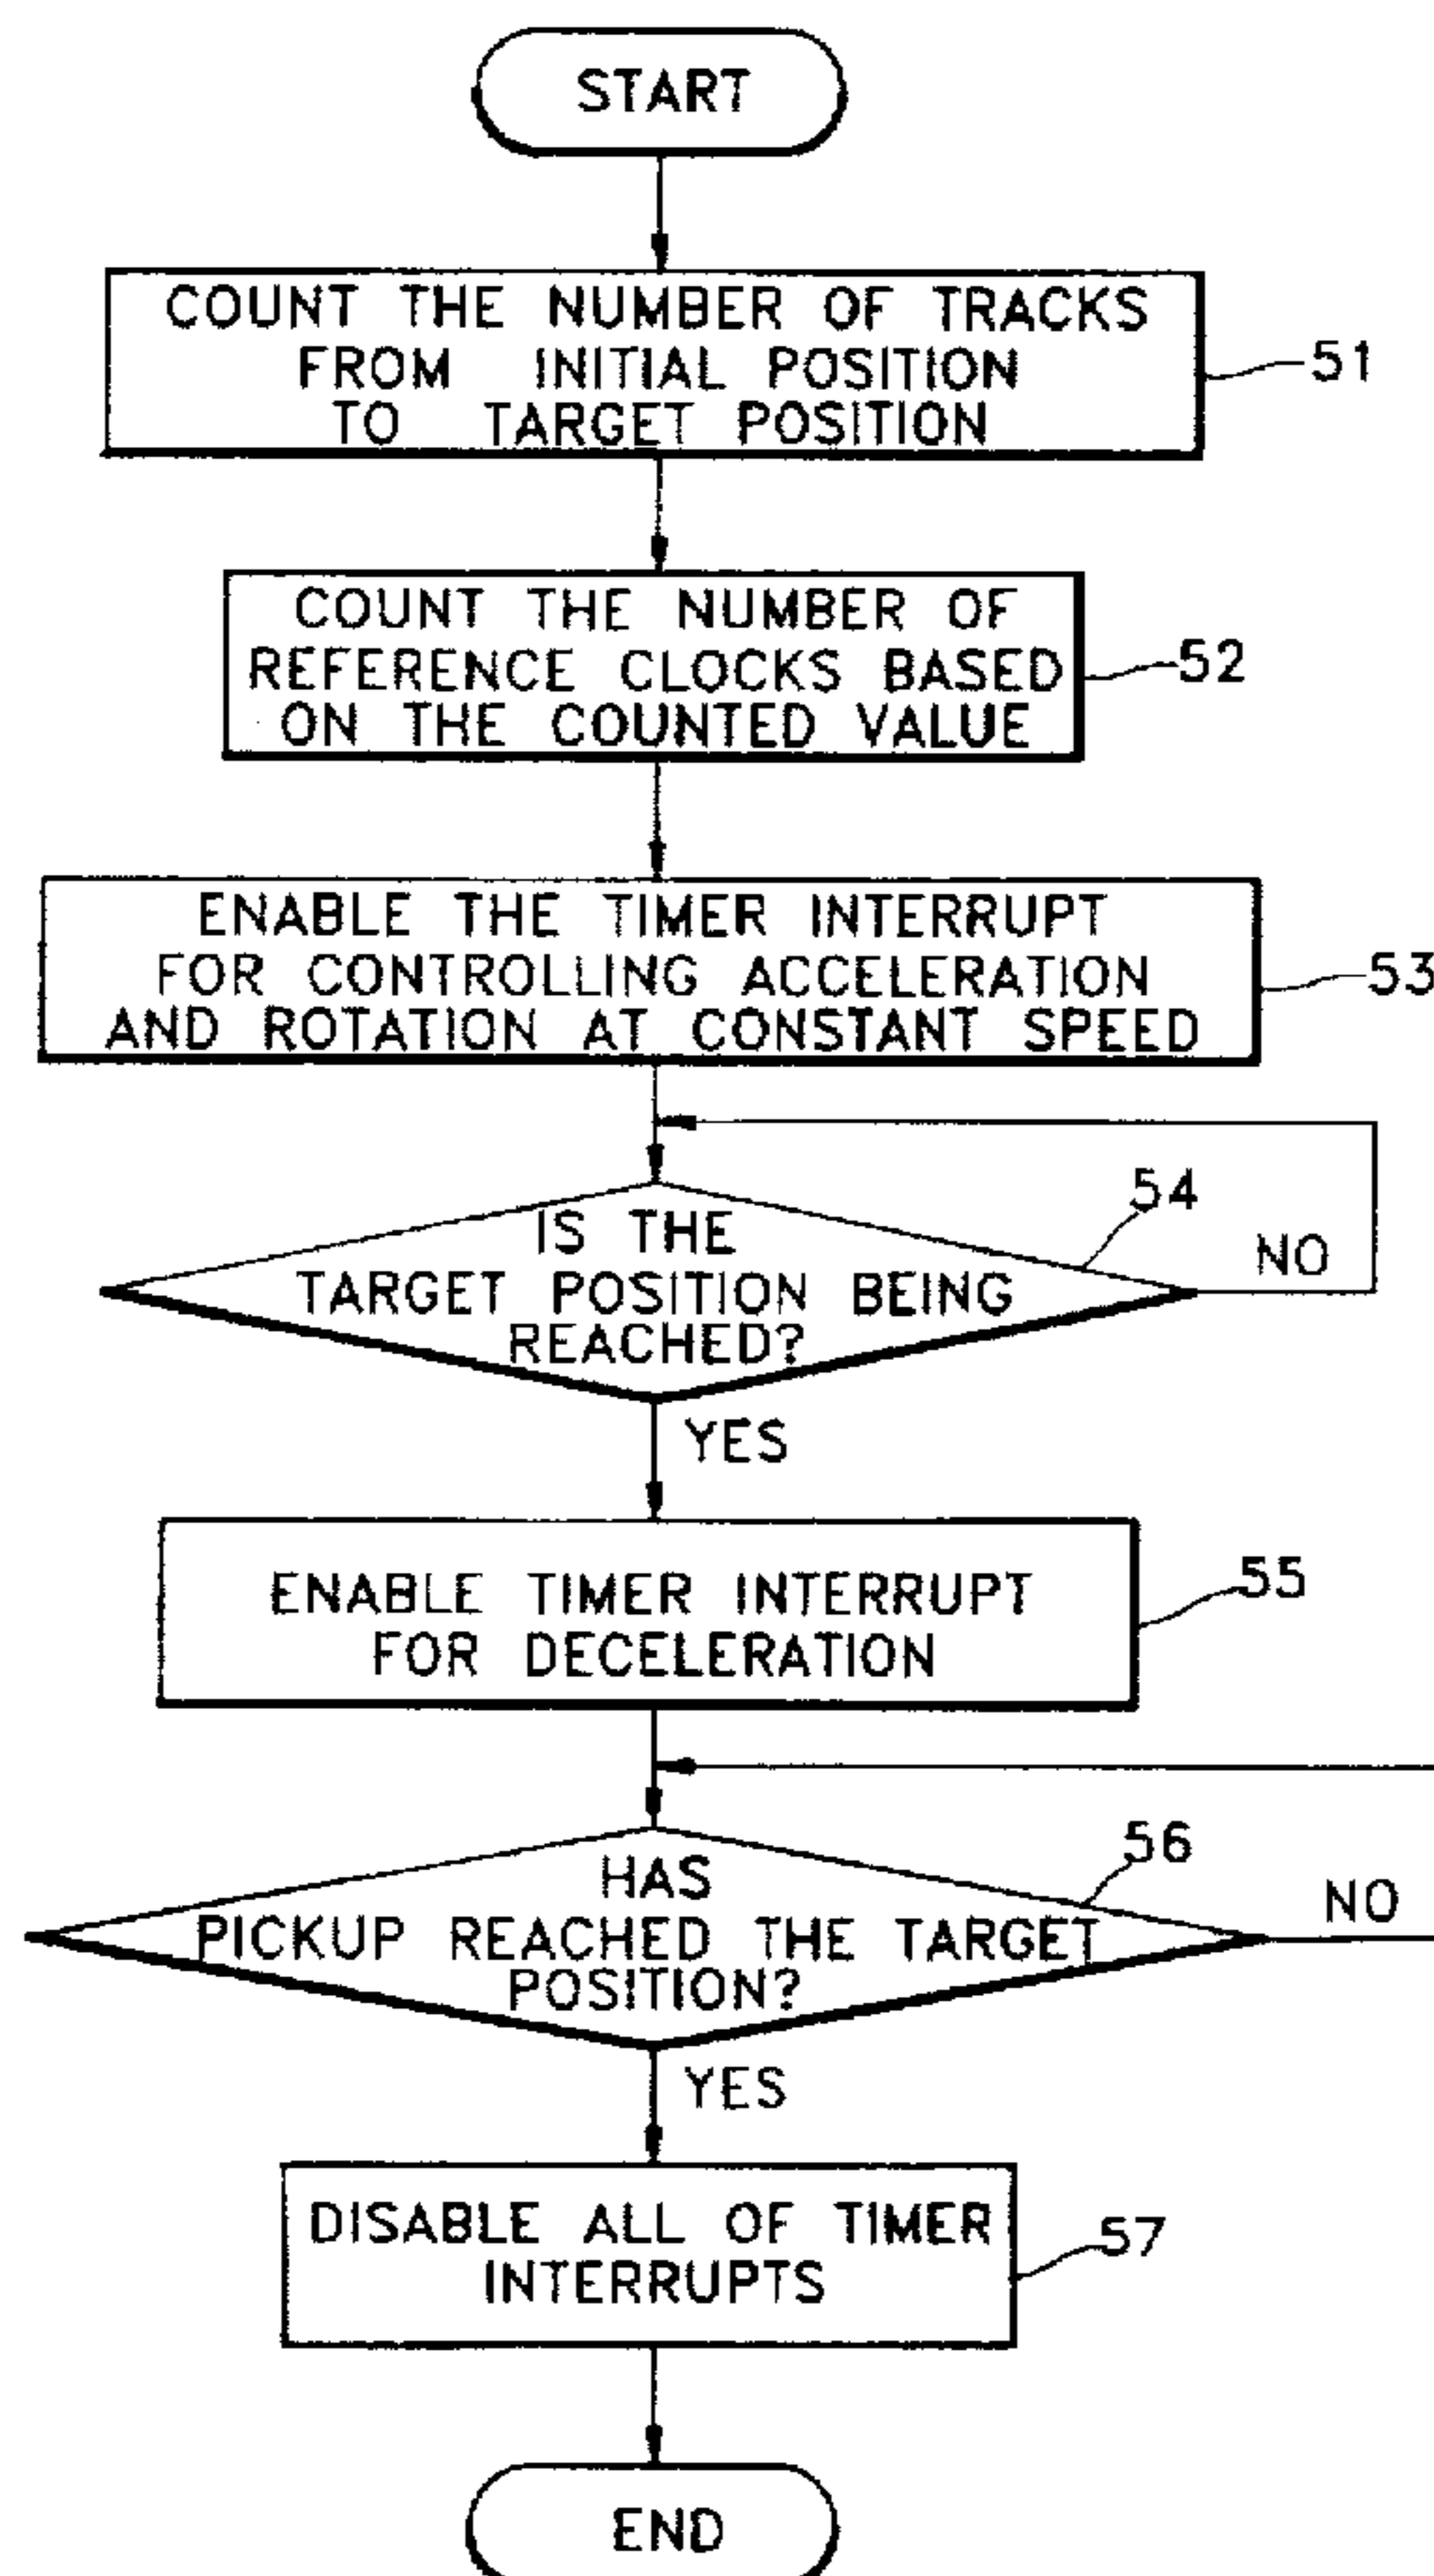 START
COUNT THE NUMBER OF TRACKS
FROM INITIAL POSITION
TO TARGET POSITION
51
COUNT THE NUMBER OF
REFERENCE CLOCKS BASED
ON THE COUNTED VALUE
52
ENABLE THE TIMER INTERRUPT
FOR CONTROLLING ACCELERATION
AND ROTATION AT CONSTANT SPEED
53
54
IS THE
TARGET POSITION BEING
REACHED?
NO
YES
ENABLE TIMER INTERRUPT
FOR DECELERATION
55
56
HAS
PICKUP REACHED THE TARGET
POSITION?
NO
YES
DISABLE ALL OF TIMER
INTERRUPTS
57
END